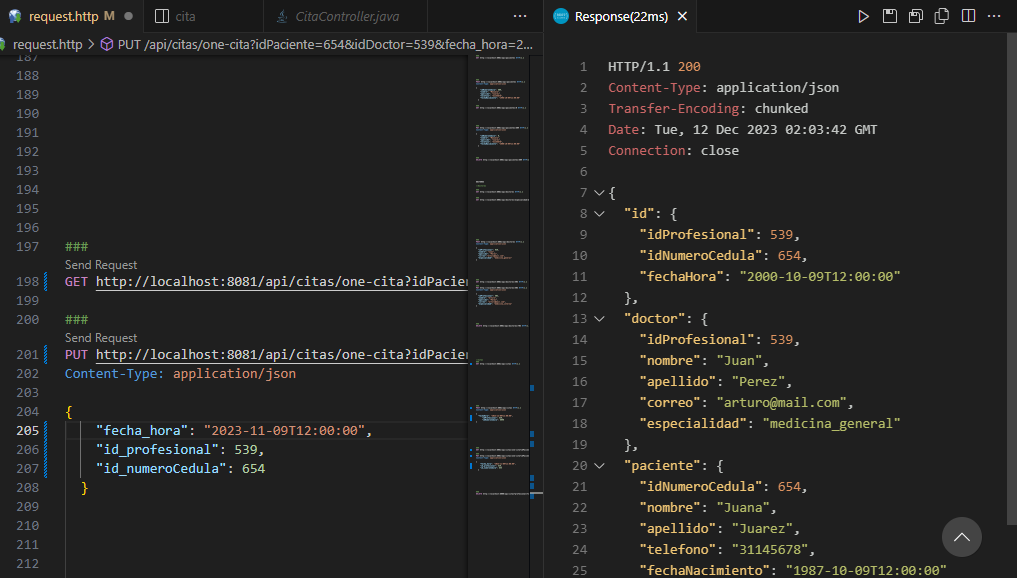 request.http M
cita
CitaController.java
request.http > PUT /api/citas/one-cita?idPaciente=654&idDoctor=539&fecha_hora=2...
187
188
189
190
191
192
193
194
195
196
197 ###
Send Request
198 GET http://localhost:8081/api/citas/one-cita?idPacien
199
200 ###
Send Request
201 PUT http://localhost:8081/api/citas/one-cita?idPacien
202 Content-Type: application/json
203
204 {
205 "fecha_hora": "2023-11-09T12:00:00",
206 "id_profesional": 539,
207 "id_numeroCedula": 654
208 }
209
210
211
212
Response(22ms)
1 HTTP/1.1 200
2 Content-Type: application/json
3 Transfer-Encoding: chunked
4 Date: Tue, 12 Dec 2023 02:03:42 GMT
5 Connection: close
6
7 {
8 "id": {
9 "idProfesional": 539,
10 "idNumeroCedula": 654,
11 "fechaHora": "2000-10-09T12:00:00"
12 },
13 "doctor": {
14 "idProfesional": 539,
15 "nombre": "Juan",
16 "apellido": "Perez",
17 "correo": "arturo@mail.com",
18 "especialidad": "medicina_general"
19 },
20 "paciente": {
21 "idNumeroCedula": 654,
22 "nombre": "Juana",
23 "apellido": "Juarez",
24 "telefono": "31145678",
25 "fechaNacimiento": "1987-10-09T12:00:00"